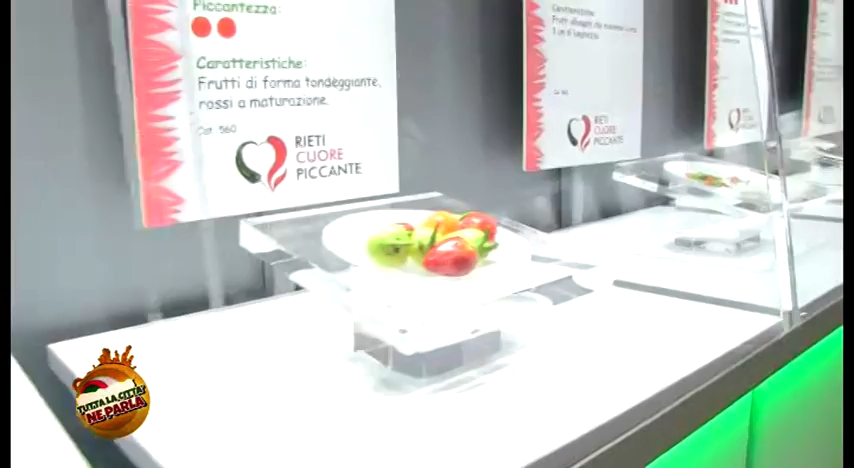 Piccantezza:
Caratteristiche:
Frutti di forma tondeggiante,
rossi a maturazione.
Cat. 560
RIETI
CUORE
PICCANTE
Caratteristiche:
RIETI
CUORE
PICCANTE
TUTTA LA CITTA'
NE PARLA